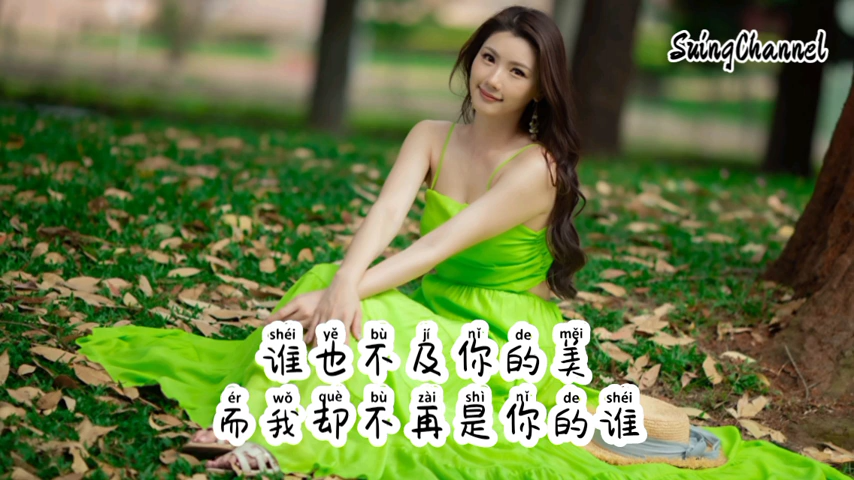 SuingChannel
shéi yě bù jí nǐ de měi
谁也不及你的美
ér wǒ què bù zài shì nǐ de shéi
而我却不再是你的谁